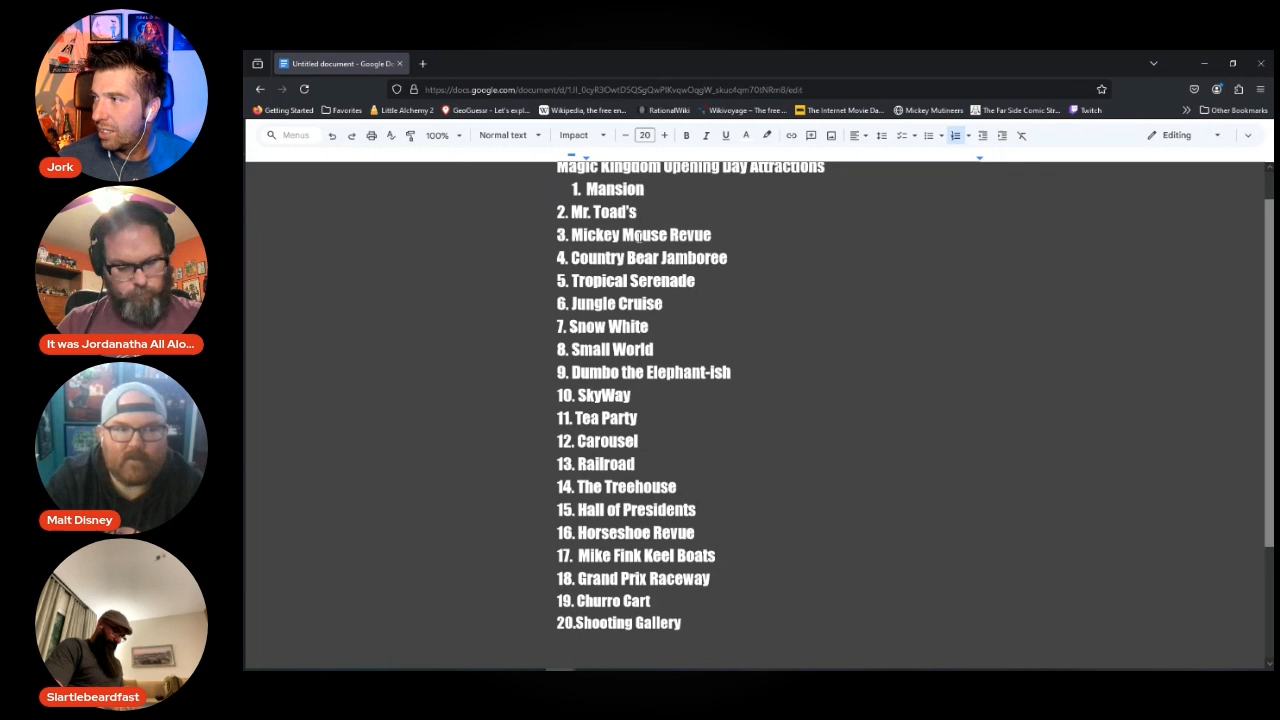 Jork
It was Jordanatha All Alo...
Malt Disney
Slartlebeardfast
Untitled document - Google Do
Getting Started
Favorites
Little Alchemy 2
GeoGuessr - Let's expl...
Wikipedia, the free en...
RationalWiki
Wikivoyage – The free...
The Internet Movie Da...
Mickey Mutineers
The Far Side Comic Str...
Twitch
Other Bookmarks
Menus
100%
Normal text
Impact
20
Editing
Magic Kingdom Opening Day Attractions
1. Mansion
2. Mr. Toad's
3. Mickey Mouse Revue
4. Country Bear Jamboree
5. Tropical Serenade
6. Jungle Cruise
7. Snow White
8. Small World
9. Dumbo the Elephant-ish
10. SkyWay
11. Tea Party
12. Carousel
13. Railroad
14. The Treehouse
15. Hall of Presidents
16. Horseshoe Revue
17. Mike Fink Keel Boats
18. Grand Prix Raceway
19. Churro Cart
20.Shooting Gallery